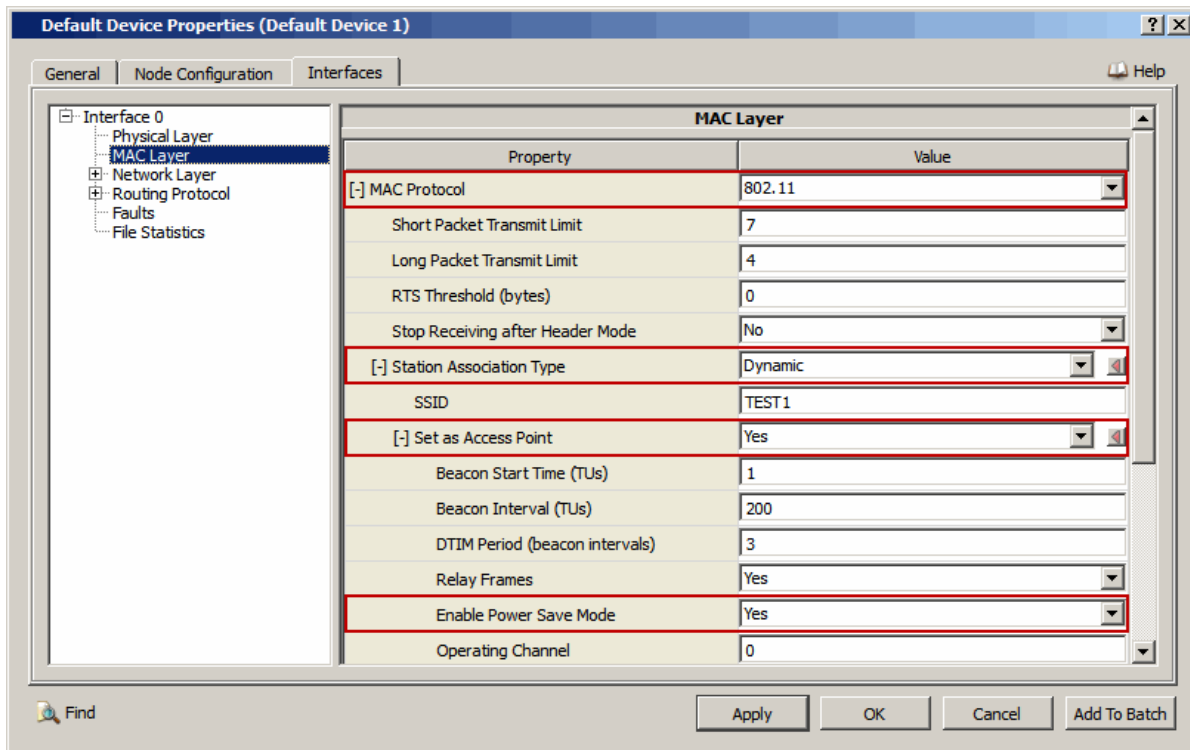 Default Device Properties (Default Device 1)
General Node Configuration Interfaces Help
Interface 0
Physical Layer
MAC Layer
Network Layer
Routing Protocol
Faults
File Statistics
MAC Layer
Property Value
[-] MAC Protocol 802.11
Short Packet Transmit Limit 7
Long Packet Transmit Limit 4
RTS Threshold (bytes) 0
Stop Receiving after Header Mode No
[-] Station Association Type Dynamic
SSID TEST1
[-] Set as Access Point Yes
Beacon Start Time (TUs) 1
Beacon Interval (TUs) 200
DTIM Period (beacon intervals) 3
Relay Frames Yes
Enable Power Save Mode Yes
Operating Channel 0
Find Apply OK Cancel Add To Batch